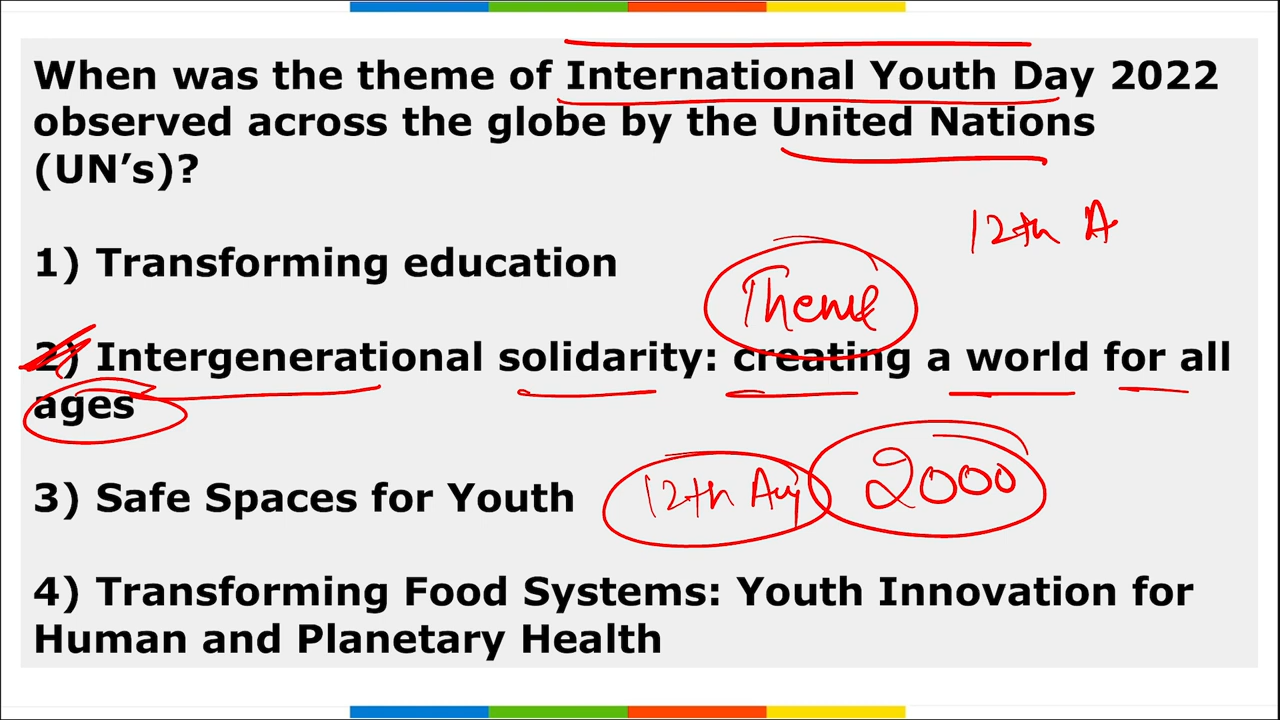 When was the theme of International Youth Day 2022
observed across the globe by the United Nations
(UN’s)?
12th A
1) Transforming education
Theme
2) Intergenerational solidarity: creating a world for all
ages
3) Safe Spaces for Youth
12th Aug 2000
4) Transforming Food Systems: Youth Innovation for
Human and Planetary Health